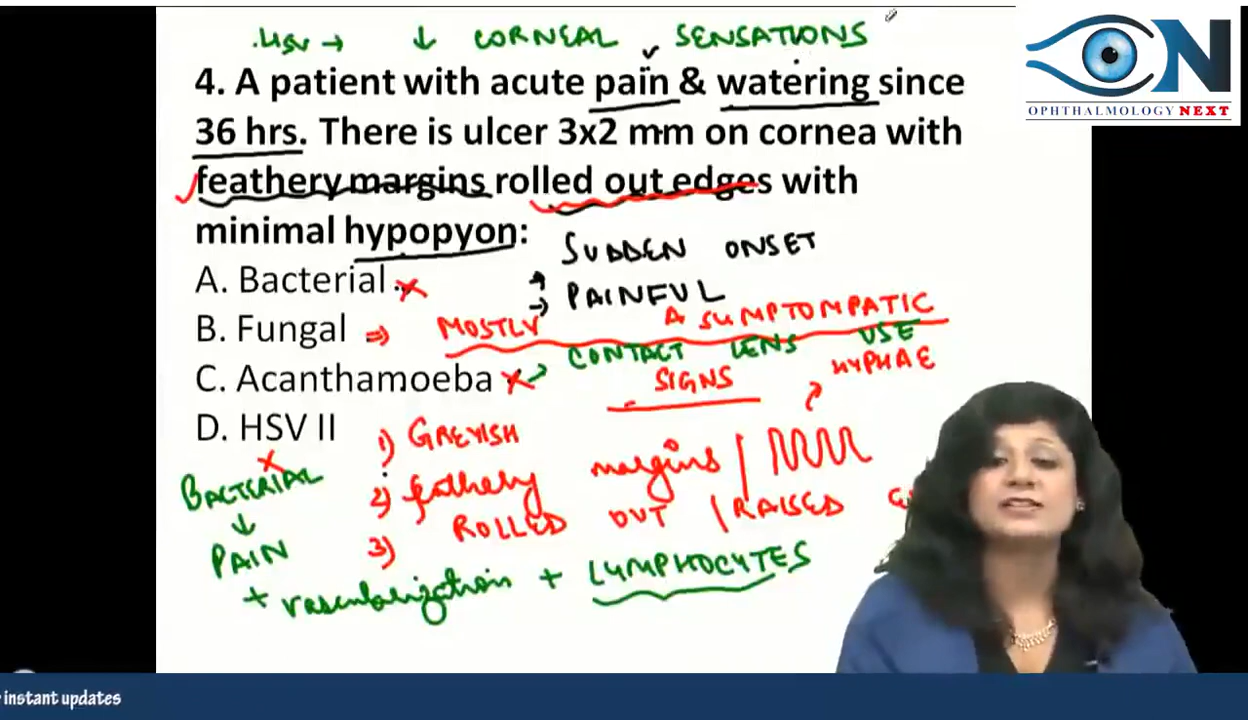 .HSV → ↓ CORNEAL SENSATIONS
ON
OPHTHALMOLOGY NEXT
4. A patient with acute pain & watering since
36 hrs. There is ulcer 3x2 mm on cornea with
feathery margins rolled out edges with
minimal hypopyon:
SUDDEN ONSET
A. Bacterial
→ PAINFUL
B. Fungal ⇒ MOSTLY A SUMPTOMPATIC
CONTACT LENS USE
C. Acanthamoeba
SIGNS
HYPHAE
D. HSV II
1) GREYISH
BACTERIAL
2) feathery margins
3) ROLLED OUT / RAISED
↓
PAIN
+ vascularization + LYMPHOCYTES
instant updates